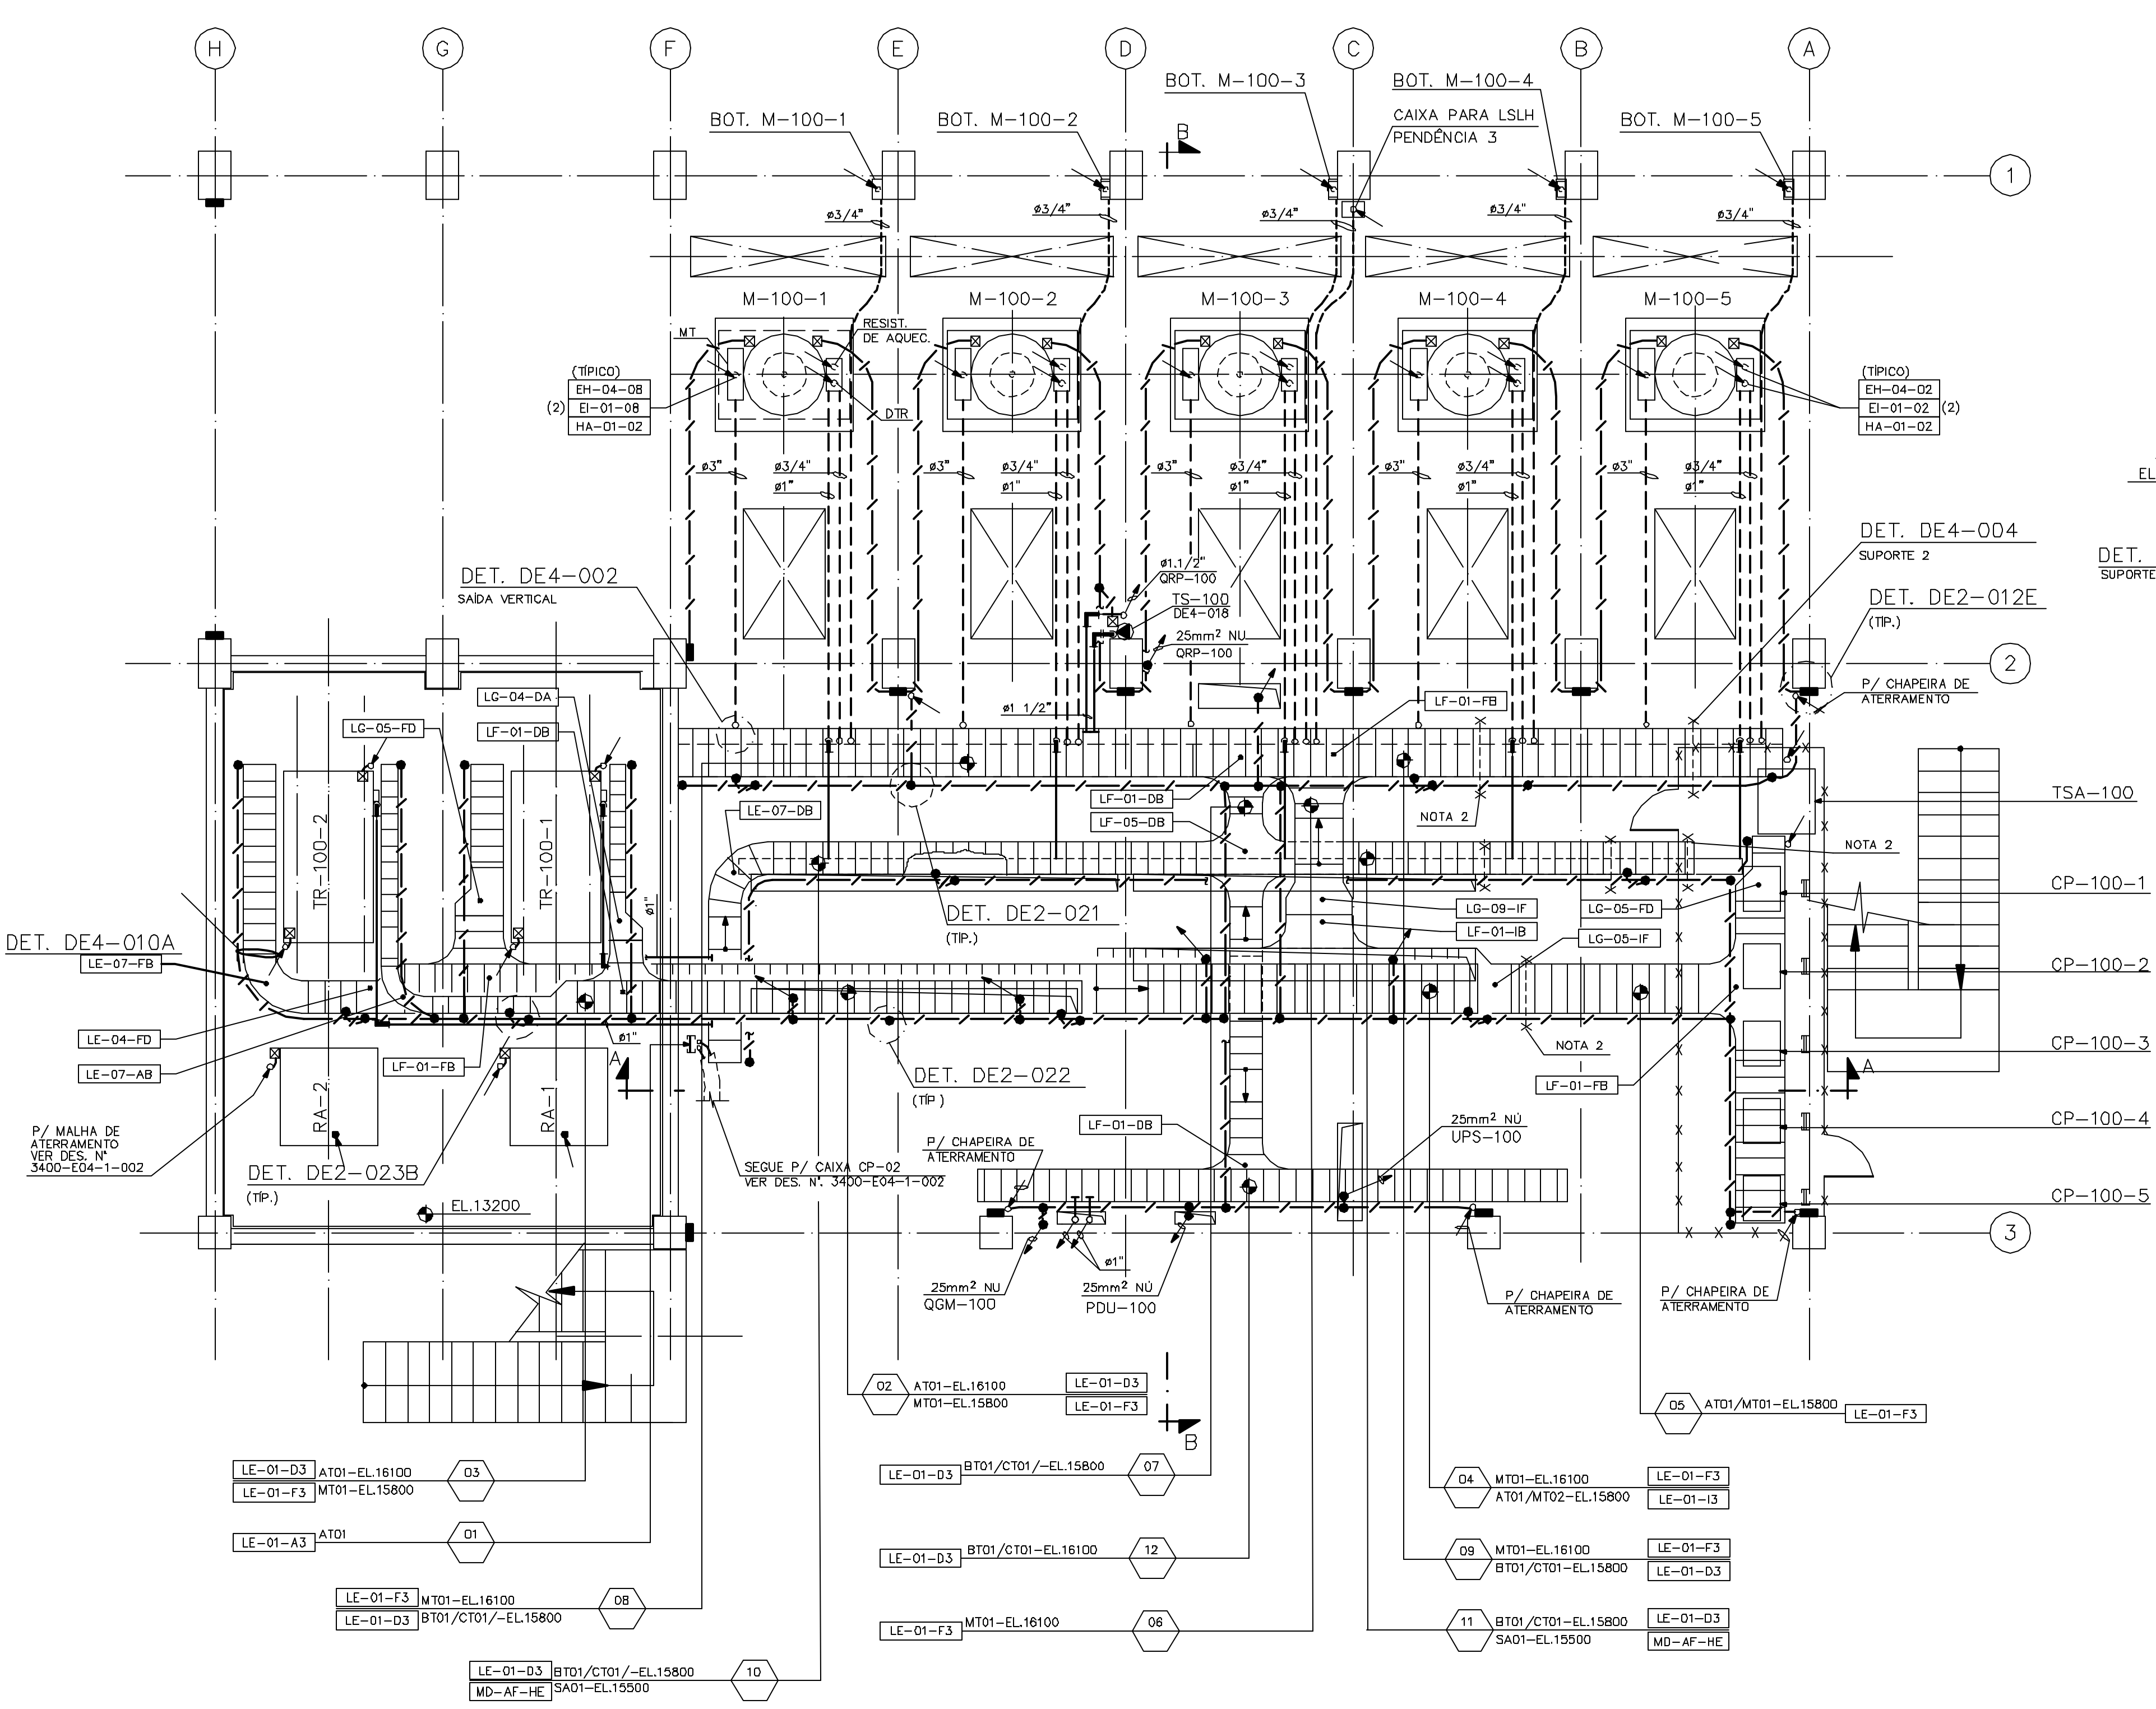 H
G
F
E
D
C
B
A
BOT. M-100-1
BOT. M-100-2
BOT. M-100-3
BOT. M-100-4
CAIXA PARA LSLH
PENDÊNCIA 3
BOT. M-100-5
B
1
ø3/4"
ø3/4"
ø3/4"
ø3/4"
ø3/4"
M-100-1
M-100-2
M-100-3
M-100-4
M-100-5
MT
RESIST.
DE AQUEC.
DTR
(TÍPICO)
EH-04-08
(2) EI-01-08
HA-01-02
(TÍPICO)
EH-04-02
EI-01-02 (2)
HA-01-02
ø3"
ø3/4"
ø1"
ø3"
ø3/4"
ø1"
ø3"
ø3/4"
ø1"
ø3"
ø3/4"
ø1"
ø3"
ø3/4"
ø1"
EL
DET.
SUPORTE
DET. DE4-004
SUPORTE 2
DET. DE2-012E
(TÍP.)
DET. DE4-002
SAÍDA VERTICAL
ø1.1/2"
QRP-100
TS-100
DE4-018
25mm² NU
QRP-100
2
P/ CHAPEIRA DE
ATERRAMENTO
LG-04-DA
LG-05-FD
LF-01-DB
ø1 1/2"
LF-01-FB
TR-100-2
TR-100-1
LE-07-DB
LF-01-DB
LF-05-DB
NOTA 2
TSA-100
NOTA 2
ø1"
DET. DE2-021
(TÍP.)
LG-09-IF
LF-01-IB
LG-05-FD
LG-05-IF
CP-100-1
CP-100-2
CP-100-3
CP-100-4
CP-100-5
DET. DE4-010A
LE-07-FB
LE-04-FD
LE-07-AB
LF-01-FB
ø1"
A
NOTA 2
LF-01-FB
A
DET. DE2-022
(TÍP )
RA-2
RA-1
P/ MALHA DE
ATERRAMENTO
VER DES. N°
3400-E04-1-002
DET. DE2-023B
(TÍP.)
EL.13200
SEGUE P/ CAIXA CP-02
VER DES. N°. 3400-E04-1-002
P/ CHAPEIRA DE
ATERRAMENTO
LF-01-DB
25mm² NÚ
UPS-100
3
25mm² NU
QGM-100
ø1"
25mm² NÚ
PDU-100
P/ CHAPEIRA DE
ATERRAMENTO
P/ CHAPEIRA DE
ATERRAMENTO
02 AT01-EL.16100 LE-01-D3
MT01-EL.15800 LE-01-F3
B
05 AT01/MT01-EL.15800 LE-01-F3
LE-01-D3 AT01-EL.16100 03
LE-01-F3 MT01-EL.15800
LE-01-A3 AT01 01
LE-01-F3 MT01-EL.16100 08
LE-01-D3 BT01/CT01/-EL.15800
LE-01-D3 BT01/CT01/-EL.15800 10
MD-AF-HE SA01-EL.15500
LE-01-D3 BT01/CT01/-EL.15800 07
LE-01-D3 BT01/CT01-EL.16100 12
LE-01-F3 MT01-EL.16100 06
04 MT01-EL.16100 LE-01-F3
AT01/MT02-EL.15800 LE-01-I3
09 MT01-EL.16100 LE-01-F3
BT01/CT01-EL.15800 LE-01-D3
11 BT01/CT01-EL.15800 LE-01-D3
SA01-EL.15500 MD-AF-HE